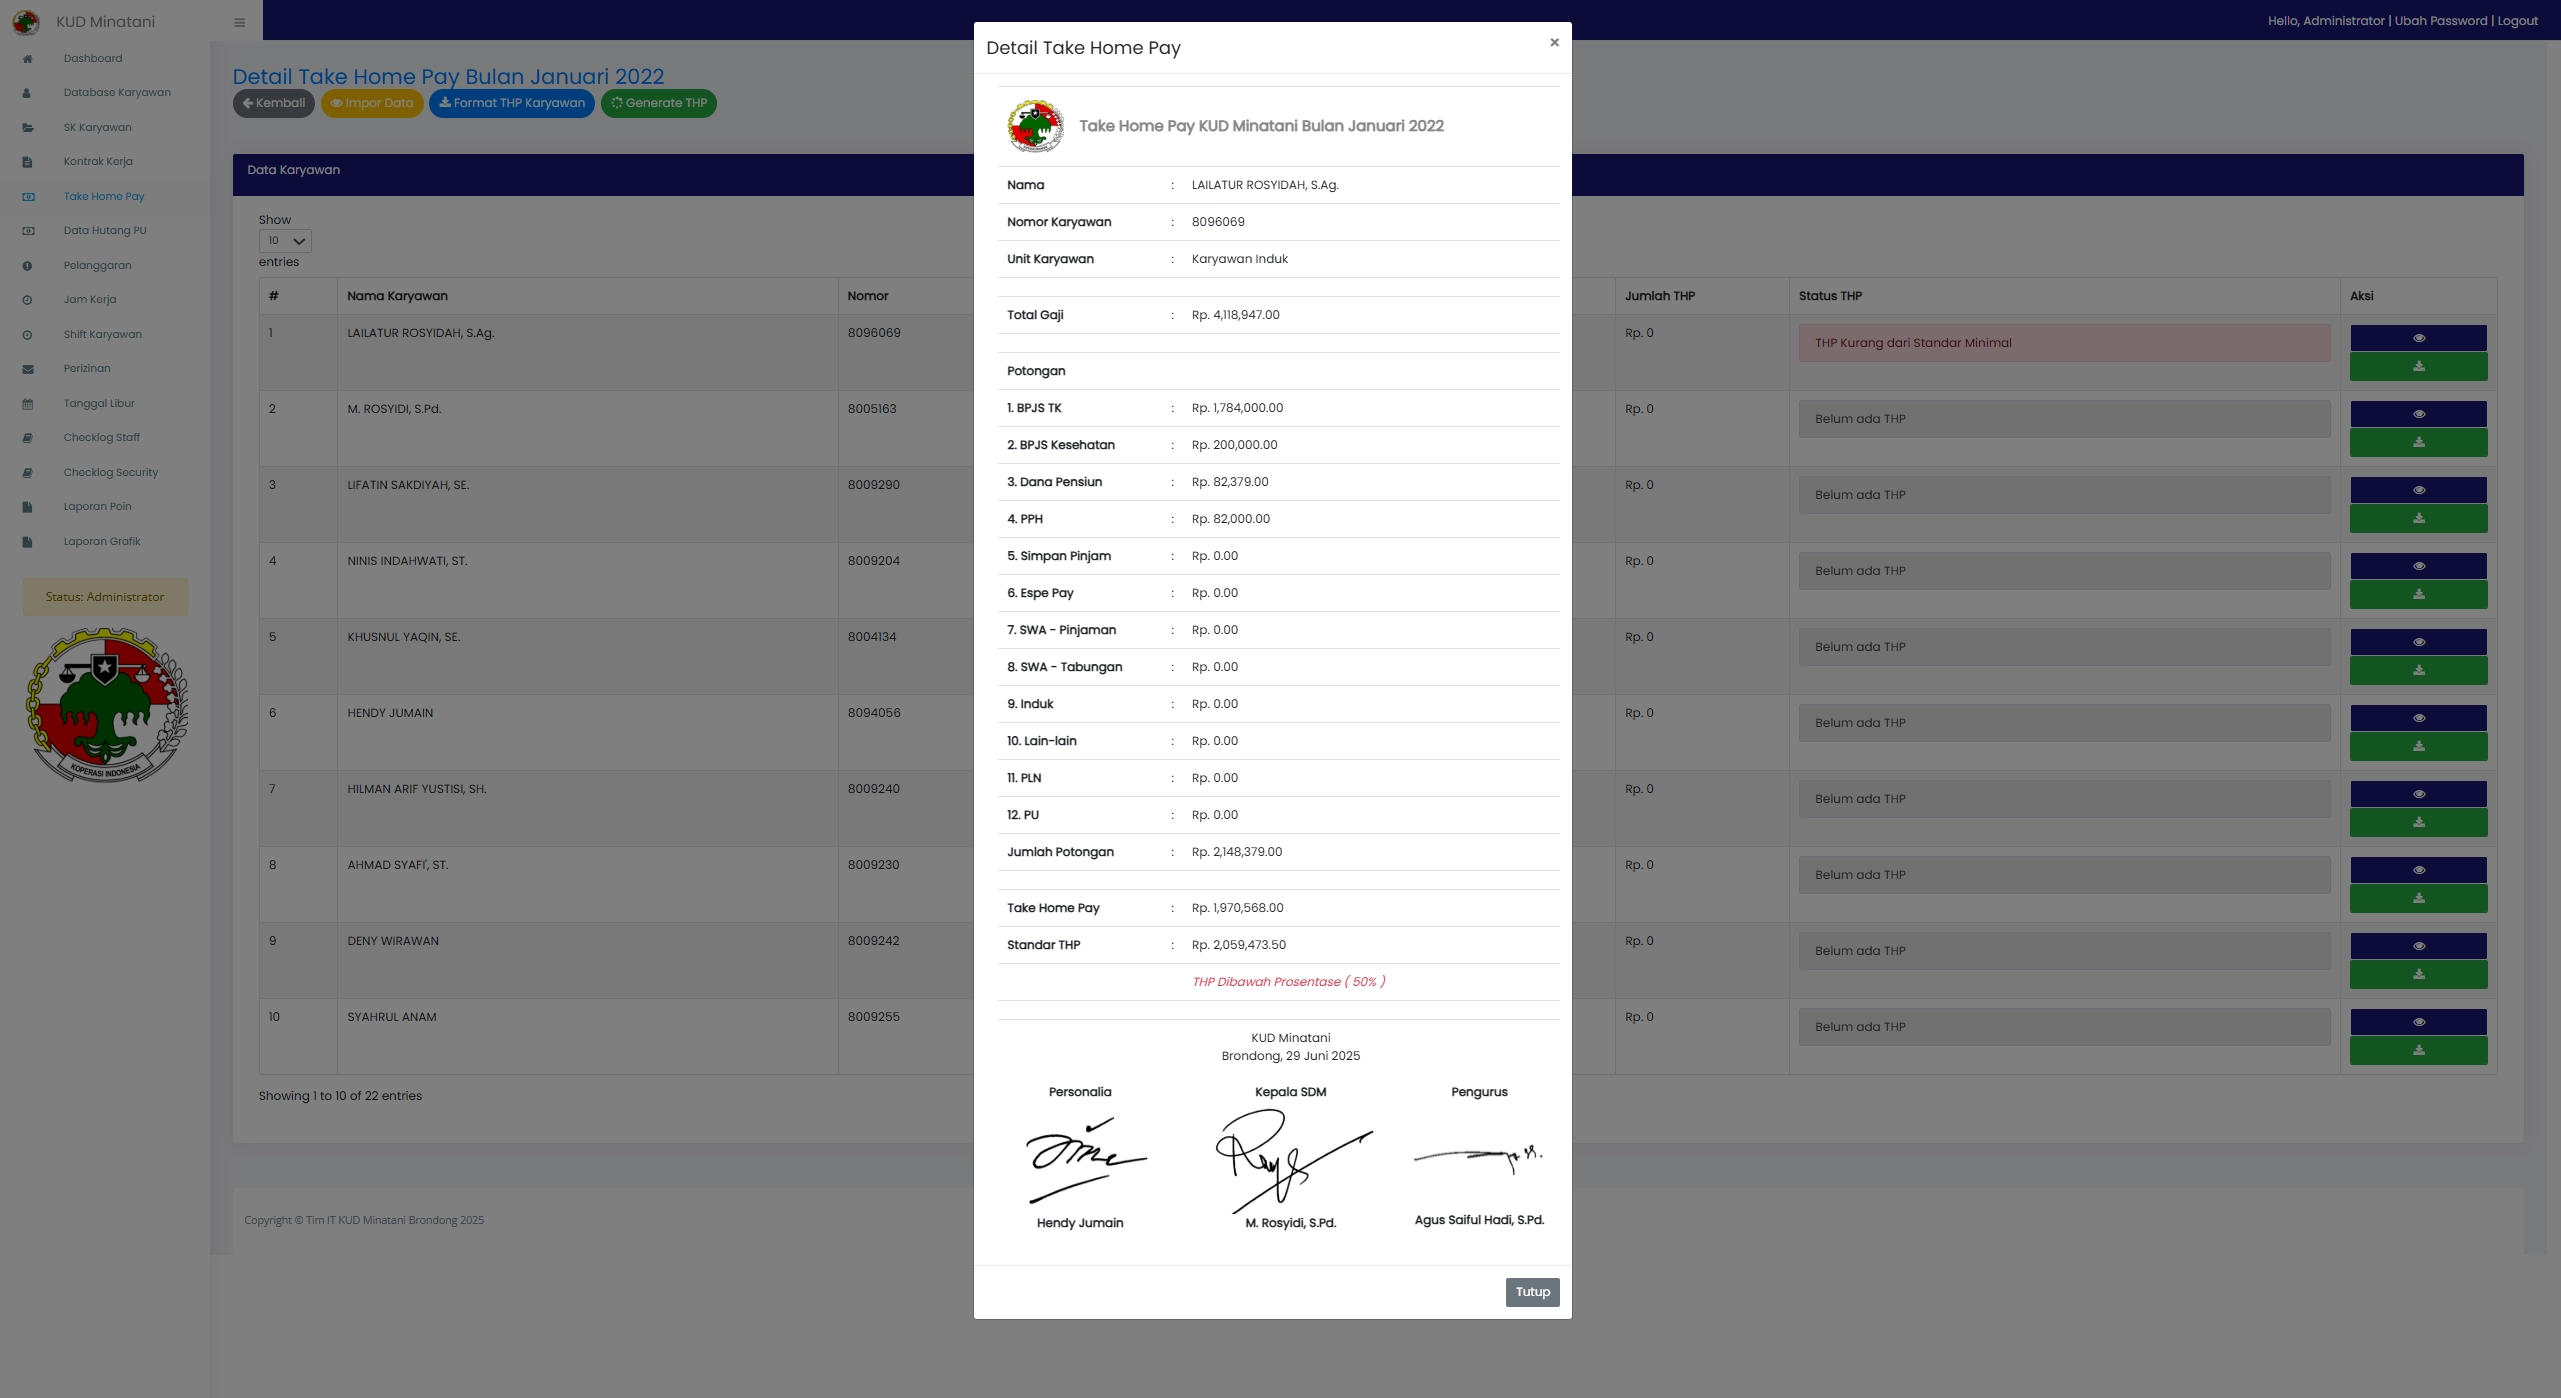 KUD Minatani
Hello, Administrator | Ubah Password | Logout
Dashboard
Database Karyawan
SK Karyawan
Kontrak Kerja
Take Home Pay
Data Hutang PU
Pelanggaran
Jam Kerja
Shift Karyawan
Perizinan
Tanggal Libur
Checklog Staff
Checklog Security
Laporan Poin
Laporan Grafik
Status: Administrator
KOPERASI INDONESIA
Detail Take Home Pay Bulan Januari 2022
Kembali Impor Data Format THP Karyawan Generate THP
Data Karyawan
Show
10
entries
# Nama Karyawan Nomor Jumlah THP Status THP Aksi
1 LAILATUR ROSYIDAH, S.Ag. 8096069 Rp. 0 THP Kurang dari Standar Minimal
2 M. ROSYIDI, S.Pd. 8005163 Rp. 0 Belum ada THP
3 LIFATIN SAKDIYAH, SE. 8009290 Rp. 0 Belum ada THP
4 NINIS INDAHWATI, ST. 8009204 Rp. 0 Belum ada THP
5 KHUSNUL YAQIN, SE. 8004134 Rp. 0 Belum ada THP
6 HENDY JUMAIN 8094056 Rp. 0 Belum ada THP
7 HILMAN ARIF YUSTISI, SH. 8009240 Rp. 0 Belum ada THP
8 AHMAD SYAFI', ST. 8009230 Rp. 0 Belum ada THP
9 DENY WIRAWAN 8009242 Rp. 0 Belum ada THP
10 SYAHRUL ANAM 8009255 Rp. 0 Belum ada THP
Showing 1 to 10 of 22 entries
Copyright © Tim IT KUD Minatani Brondong 2025
Detail Take Home Pay ×
Take Home Pay KUD Minatani Bulan Januari 2022
Nama : LAILATUR ROSYIDAH, S.Ag.
Nomor Karyawan : 8096069
Unit Karyawan : Karyawan Induk
Total Gaji : Rp. 4,118,947.00
Potongan
1. BPJS TK : Rp. 1,784,000.00
2. BPJS Kesehatan : Rp. 200,000.00
3. Dana Pensiun : Rp. 82,379.00
4. PPH : Rp. 82,000.00
5. Simpan Pinjam : Rp. 0.00
6. Espe Pay : Rp. 0.00
7. SWA - Pinjaman : Rp. 0.00
8. SWA - Tabungan : Rp. 0.00
9. Induk : Rp. 0.00
10. Lain-lain : Rp. 0.00
11. PLN : Rp. 0.00
12. PU : Rp. 0.00
Jumlah Potongan : Rp. 2,148,379.00
Take Home Pay : Rp. 1,970,568.00
Standar THP : Rp. 2,059,473.50
THP Dibawah Prosentase ( 50% )
KUD Minatani
Brondong, 29 Juni 2025
Personalia Kepala SDM Pengurus
Hendy Jumain M. Rosyidi, S.Pd. Agus Saiful Hadi, S.Pd.
Tutup